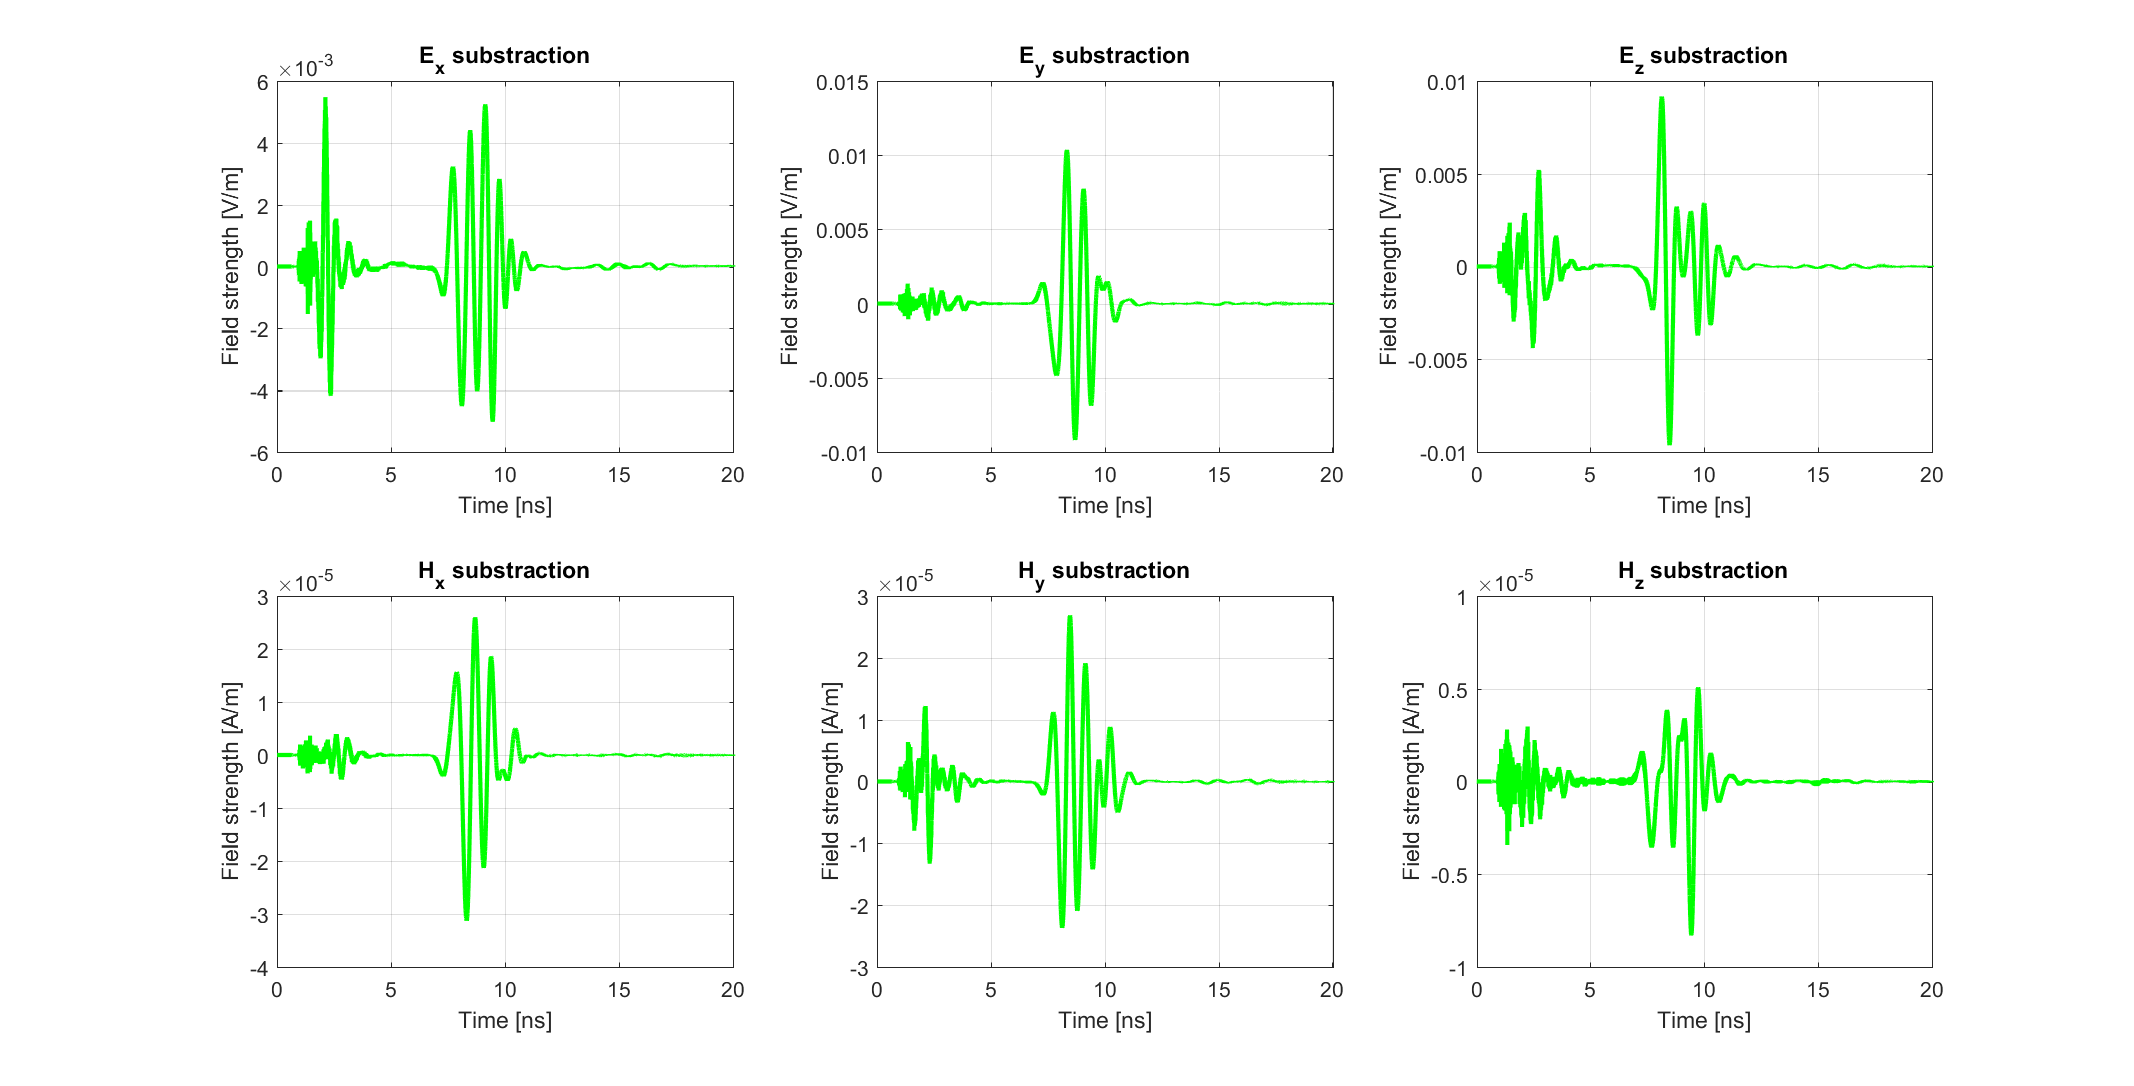 E_x substraction
×10^-3
6
4
2
0
-2
-4
-6
Field strength [V/m]
0 5 10 15 20
Time [ns]
E_y substraction
0.015
0.01
0.005
0
-0.005
-0.01
Field strength [V/m]
0 5 10 15 20
Time [ns]
E_z substraction
0.01
0.005
0
-0.005
-0.01
Field strength [V/m]
0 5 10 15 20
Time [ns]
H_x substraction
×10^-5
3
2
1
0
-1
-2
-3
-4
Field strength [A/m]
0 5 10 15 20
Time [ns]
H_y substraction
×10^-5
3
2
1
0
-1
-2
-3
Field strength [A/m]
0 5 10 15 20
Time [ns]
H_z substraction
×10^-5
1
0.5
0
-0.5
-1
Field strength [A/m]
0 5 10 15 20
Time [ns]